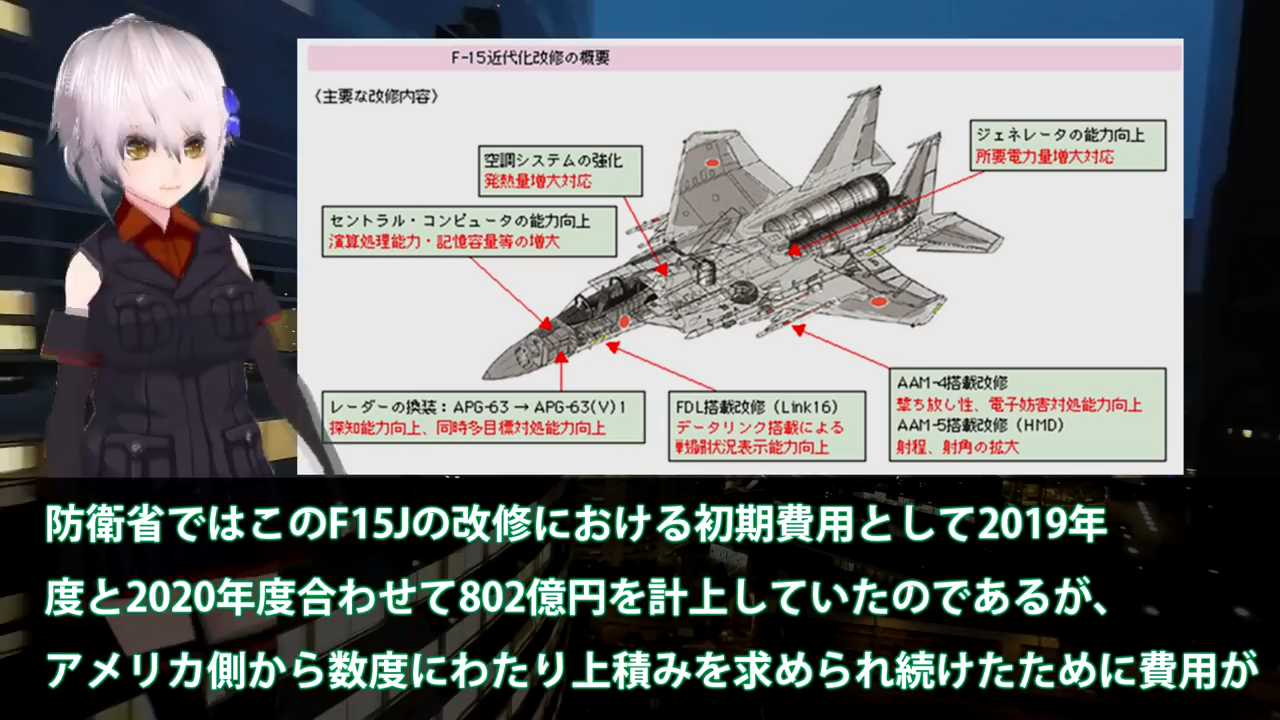 F-15近代化改修の概要
〈主要な改修内容〉
ジェネレータの能力向上
所要電力量増大対応
空調システムの強化
発熱量増大対応
セントラル・コンピュータの能力向上
演算処理能力・記憶容量等の増大
レーダーの換装：APG-63 → APG-63(V)1
探知能力向上、同時多目標対処能力向上
FDL搭載改修（Link16）
データリンク搭載による
戦闘状況表示能力向上
AAM-4搭載改修
撃ち放し性、電子妨害対処能力向上
AAM-5搭載改修（HMD）
射程、射角の拡大
防衛省ではこのF15Jの改修における初期費用として2019年
度と2020年度合わせて802億円を計上していたのであるが、
アメリカ側から数度にわたり上積みを求められ続けたために費用が